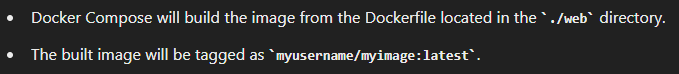 • Docker Compose will build the image from the Dockerfile located in the `./web` directory.
• The built image will be tagged as `myusername/myimage:latest`.